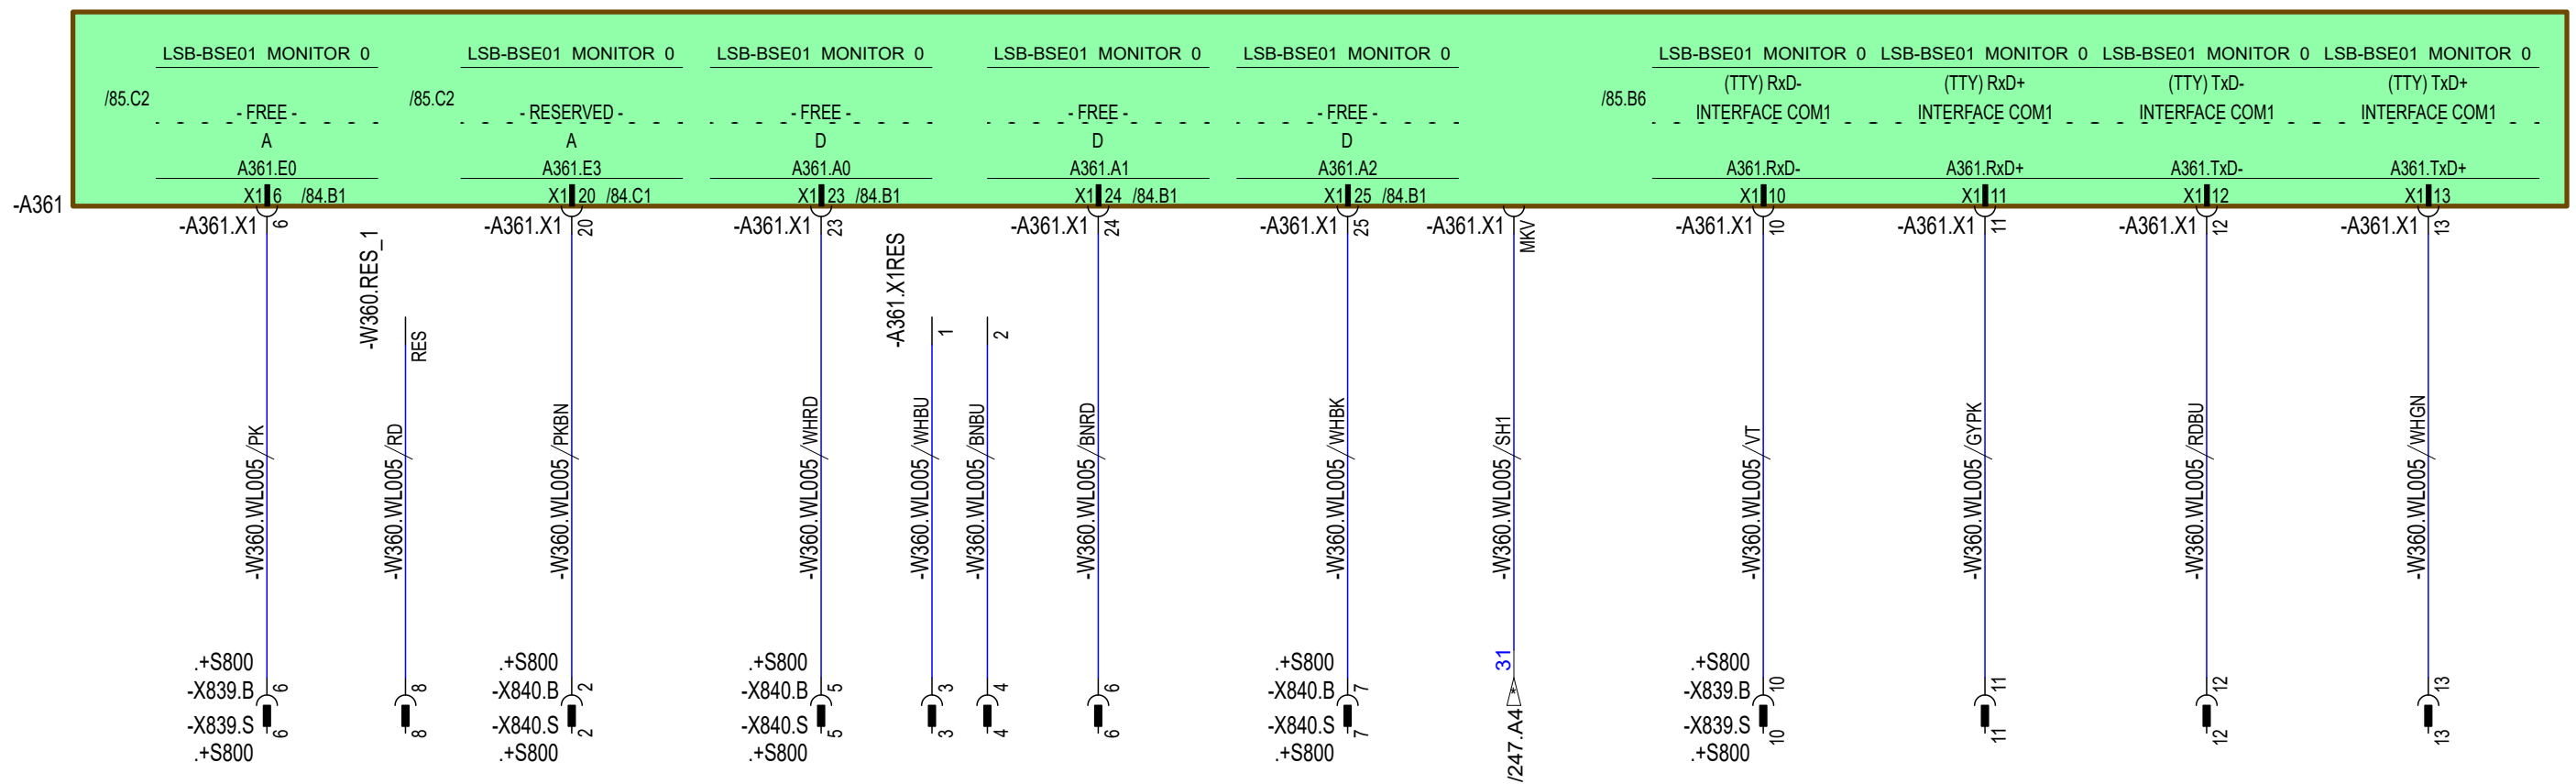 LSB-BSE01 MONITOR 0 LSB-BSE01 MONITOR 0 LSB-BSE01 MONITOR 0 LSB-BSE01 MONITOR 0 LSB-BSE01 MONITOR 0 LSB-BSE01 MONITOR 0 LSB-BSE01 MONITOR 0 LSB-BSE01 MONITOR 0 LSB-BSE01 MONITOR 0
(TTY) RxD- (TTY) RxD+ (TTY) TxD- (TTY) TxD+
/85.C2 /85.C2 /85.B6
- FREE - - RESERVED - - FREE - - FREE - - FREE - INTERFACE COM1 INTERFACE COM1 INTERFACE COM1 INTERFACE COM1
A A D D D
A361.E0 A361.E3 A361.A0 A361.A1 A361.A2 A361.RxD- A361.RxD+ A361.TxD- A361.TxD+
X1 6 /84.B1 X1 20 /84.C1 X1 23 /84.B1 X1 24 /84.B1 X1 25 /84.B1 X1 10 X1 11 X1 12 X1 13
-A361
-A361.X1 6 -A361.X1 20 -A361.X1 23 -A361.X1 24 -A361.X1 25 -A361.X1 MKV -A361.X1 10 -A361.X1 11 -A361.X1 12 -A361.X1 13
-W360.RES_1 -A361.X1RES
RES 1 2
-W360.WL005 /PK
-W360.WL005 /RD
-W360.WL005 /PKBN
-W360.WL005 /WHRD
-W360.WL005 /WHBU
-W360.WL005 /BNBU
-W360.WL005 /BNRD
-W360.WL005 /WHBK
-W360.WL005 /SH1
-W360.WL005 /VT
-W360.WL005 /GYPK
-W360.WL005 /RDBU
-W360.WL005 /WHGN
.+S800 .+S800 .+S800 .+S800 31 .+S800
-X839.B 6 8 -X840.B 2 -X840.B 5 3 4 6 -X840.B 7 * -X839.B 10 11 12 13
-X839.S 6 8 -X840.S 2 -X840.S 5 3 4 6 -X840.S 7 /247.A4 -X839.S 10 11 12 13
.+S800 .+S800 .+S800 .+S800 .+S800